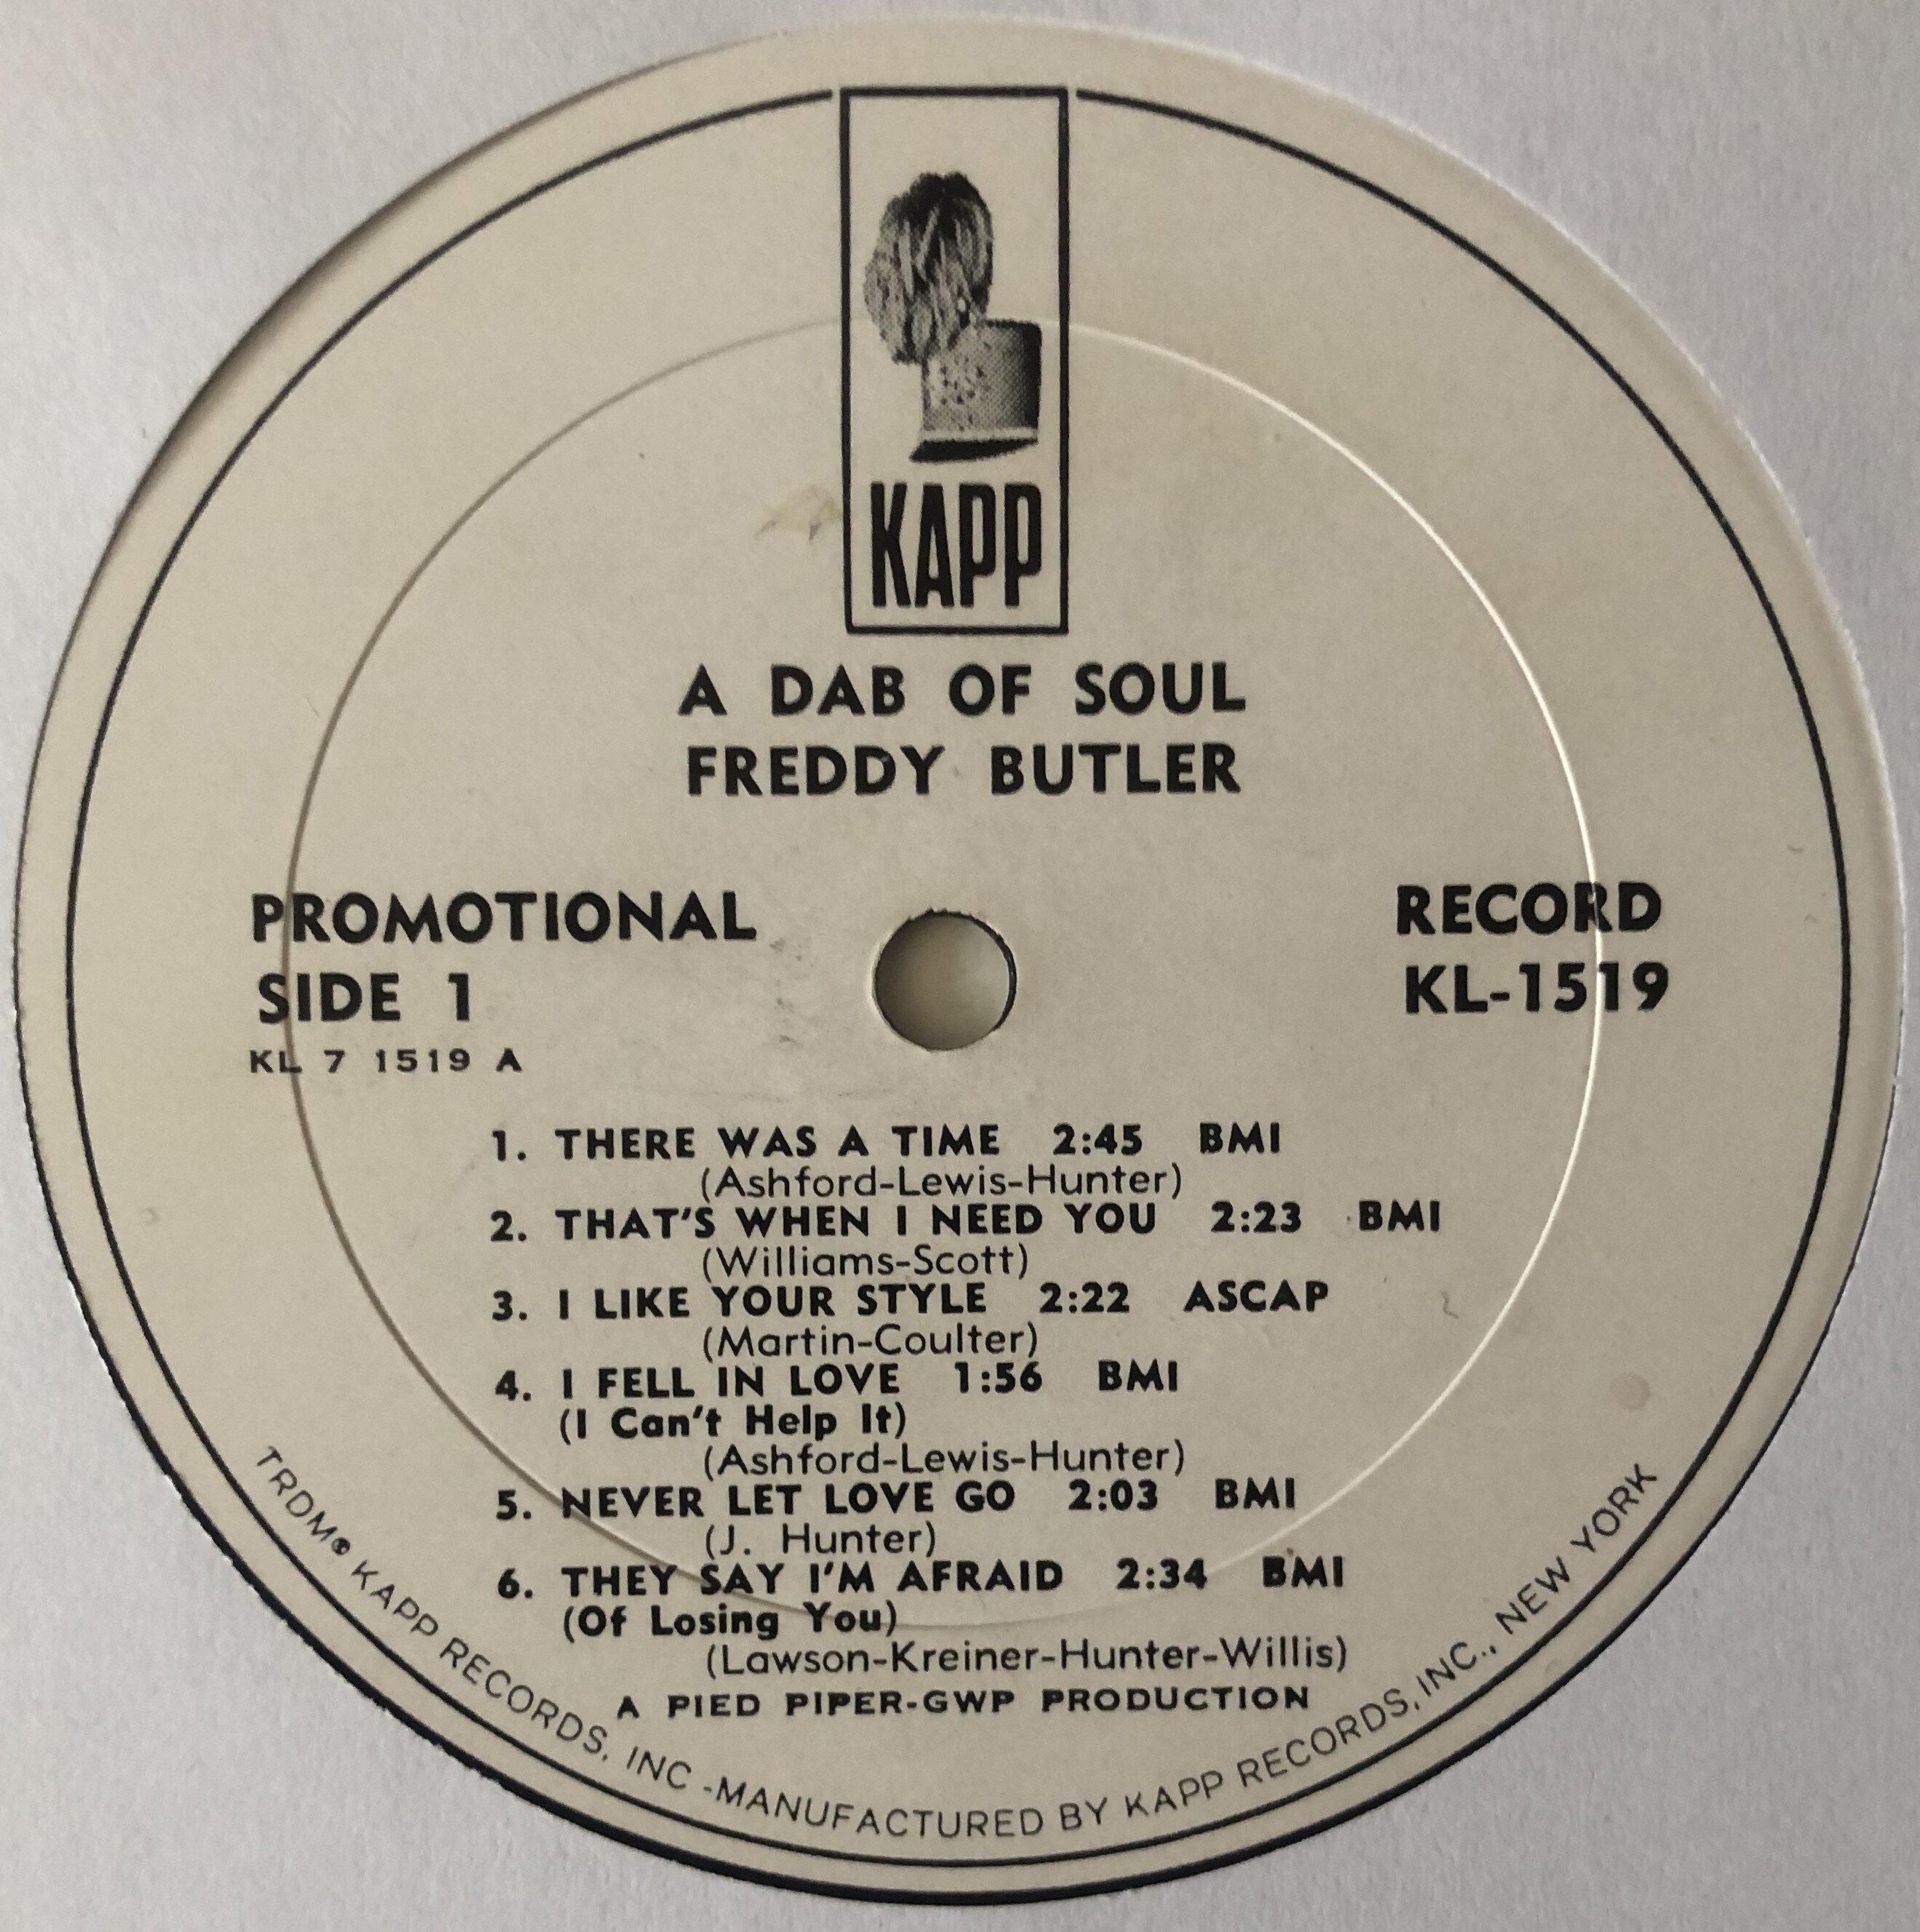 KAPP
A DAB OF SOUL
FREDDY BUTLER
PROMOTIONAL RECORD
SIDE 1 KL-1519
KL 7 1519 A
1. THERE WAS A TIME 2:45 BMI
(Ashford-Lewis-Hunter)
2. THAT'S WHEN I NEED YOU 2:23 BMI
(Williams-Scott)
3. I LIKE YOUR STYLE 2:22 ASCAP
(Martin-Coulter)
4. I FELL IN LOVE 1:56 BMI
(I Can't Help It)
(Ashford-Lewis-Hunter)
5. NEVER LET LOVE GO 2:03 BMI
(J. Hunter)
6. THEY SAY I'M AFRAID 2:34 BMI
(Of Losing You)
(Lawson-Kreiner-Hunter-Willis)
A PIED PIPER-GWP PRODUCTION
TRDM® KAPP RECORDS, INC -MANUFACTURED BY KAPP RECORDS, INC., NEW YORK